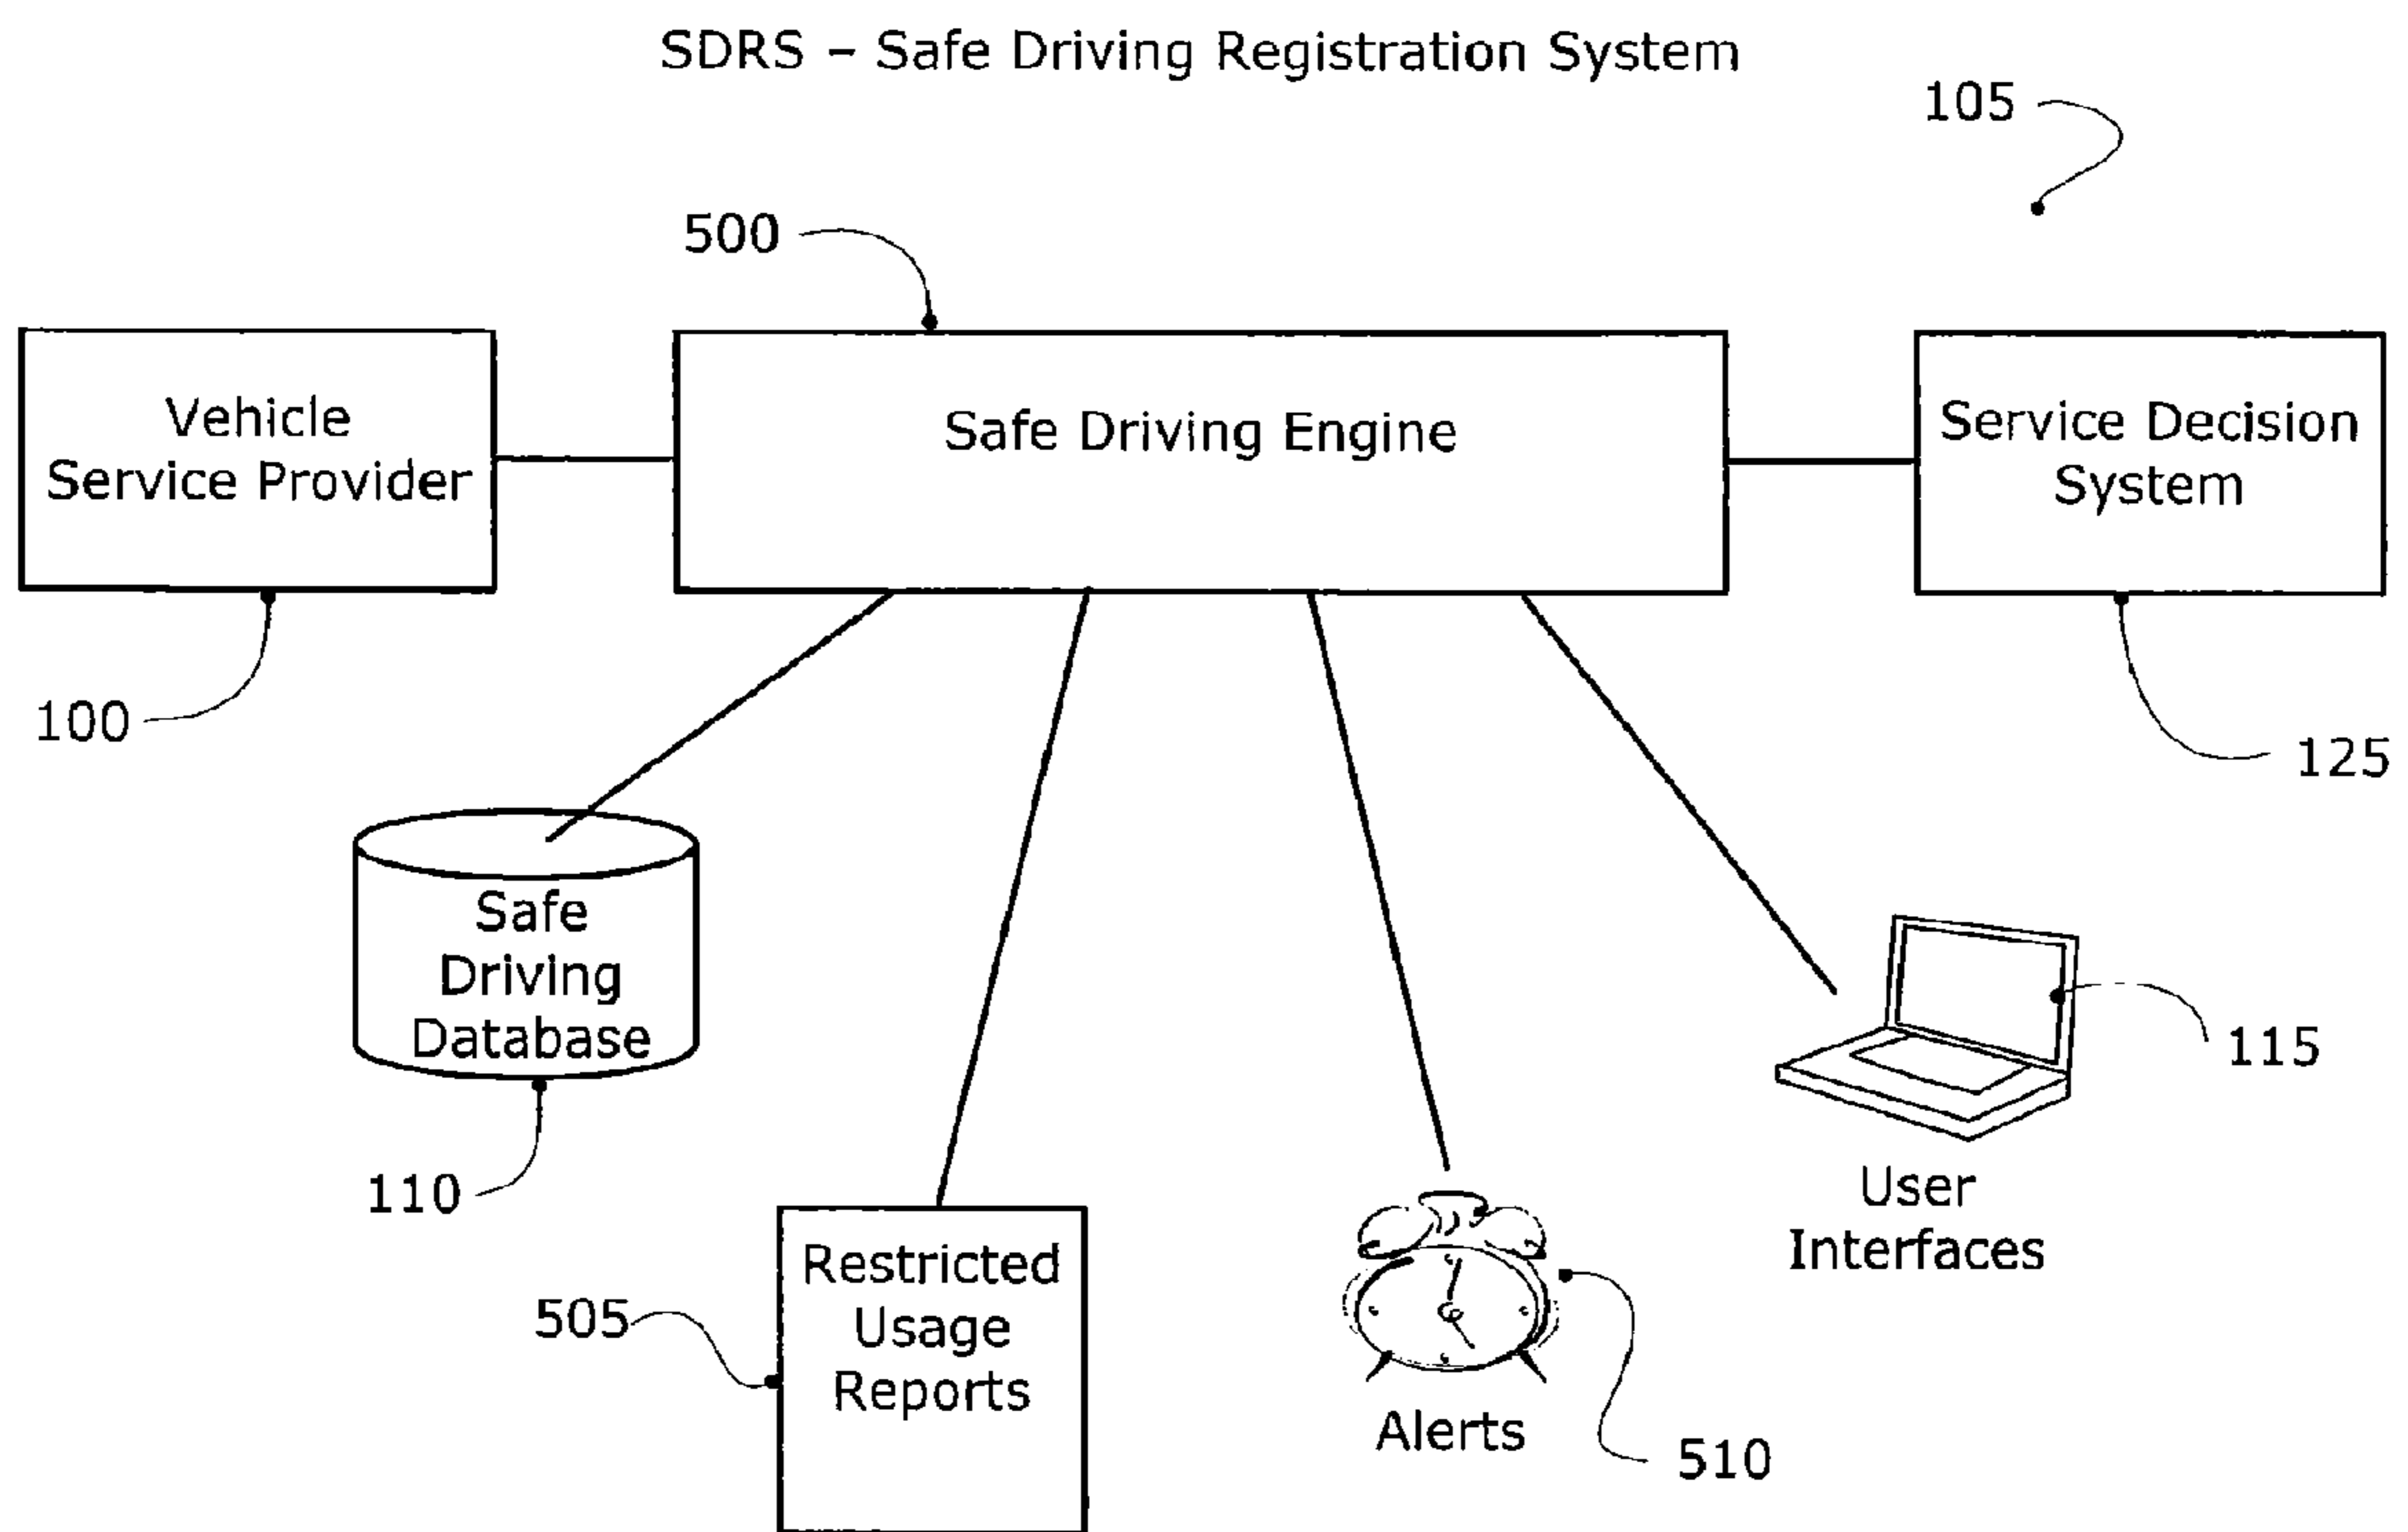 SDRS – Safe Driving Registration System
105
500
Vehicle
Service Provider
Safe Driving Engine
Service Decision
System
100
125
Safe
Driving
Database
115
110
User
Interfaces
Restricted
Usage
Reports
505
Alerts
510